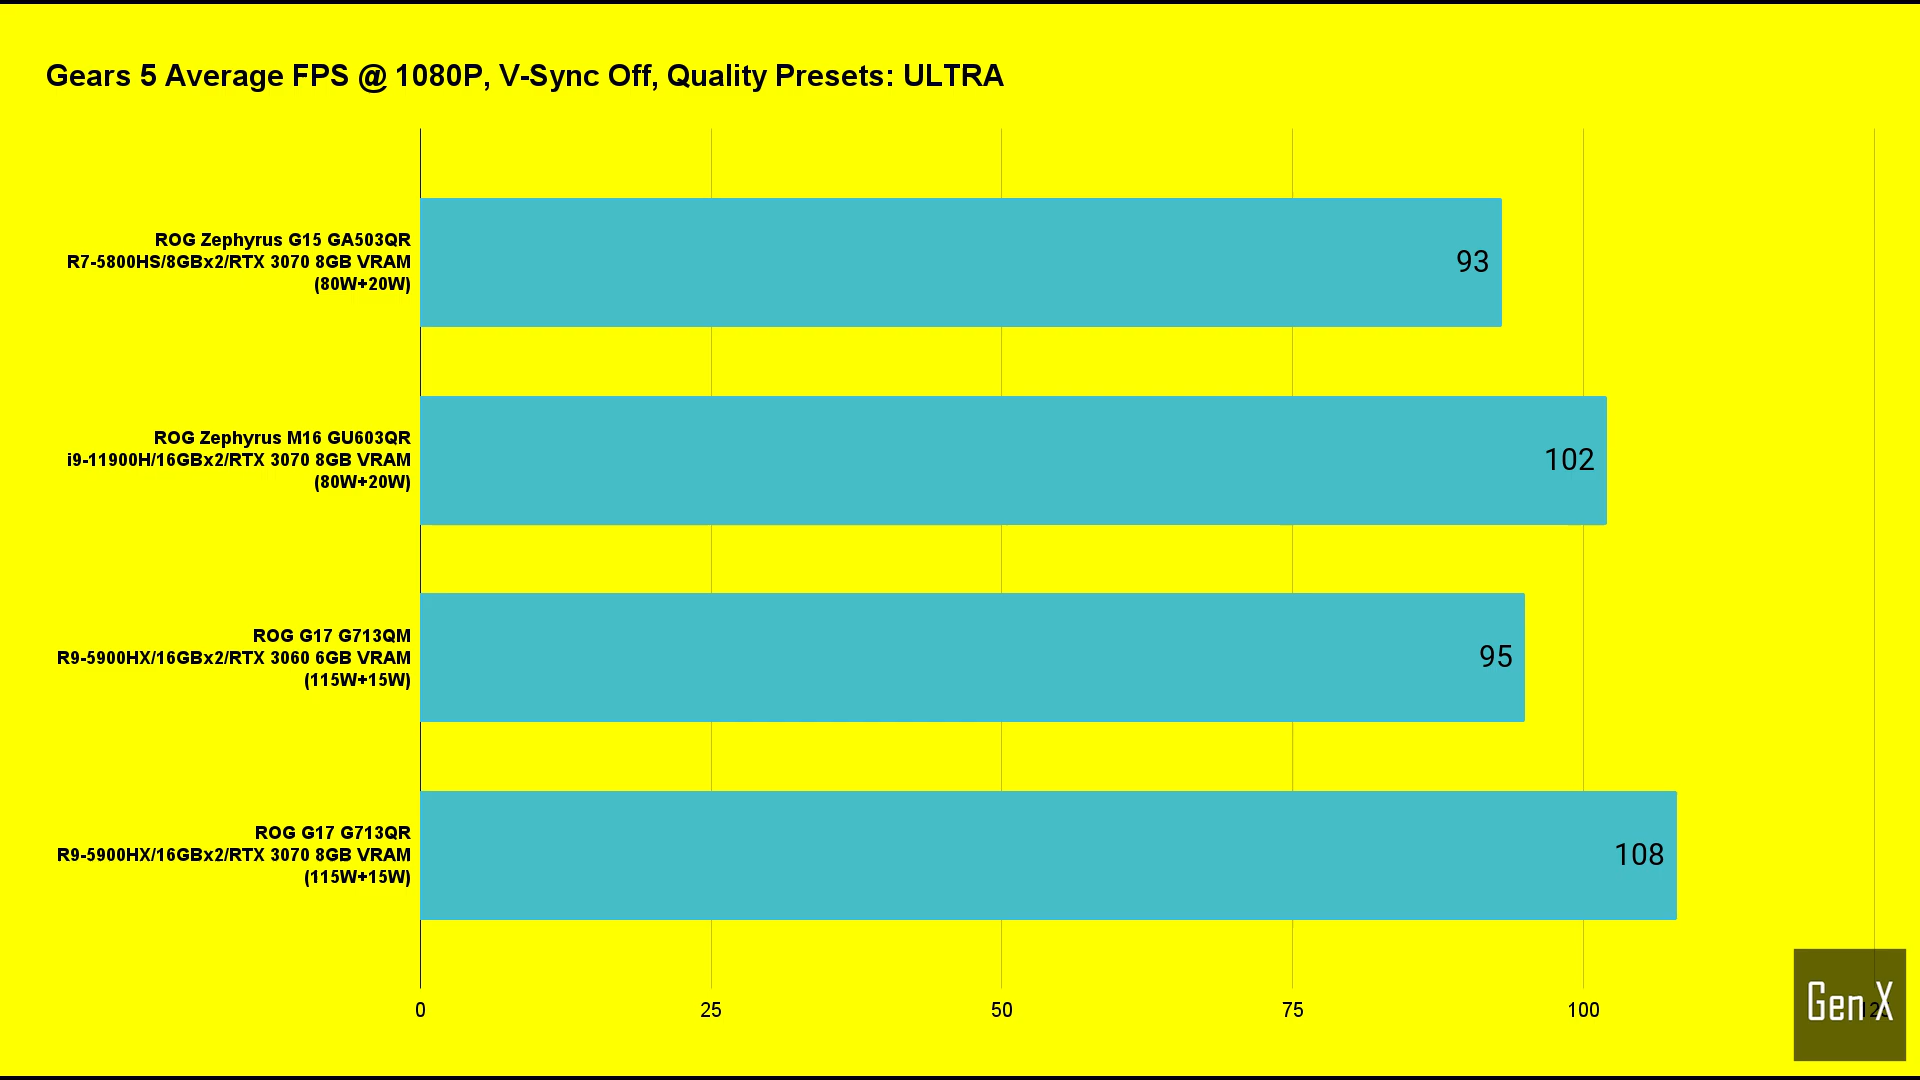 Gears 5 Average FPS @ 1080P, V-Sync Off, Quality Presets: ULTRA
ROG Zephyrus G15 GA503QR
R7-5800HS/8GBx2/RTX 3070 8GB VRAM
(80W+20W)
93
ROG Zephyrus M16 GU603QR
i9-11900H/16GBx2/RTX 3070 8GB VRAM
(80W+20W)
102
ROG G17 G713QM
R9-5900HX/16GBx2/RTX 3060 6GB VRAM
(115W+15W)
95
ROG G17 G713QR
R9-5900HX/16GBx2/RTX 3070 8GB VRAM
(115W+15W)
108
0 25 50 75 100
Gen X